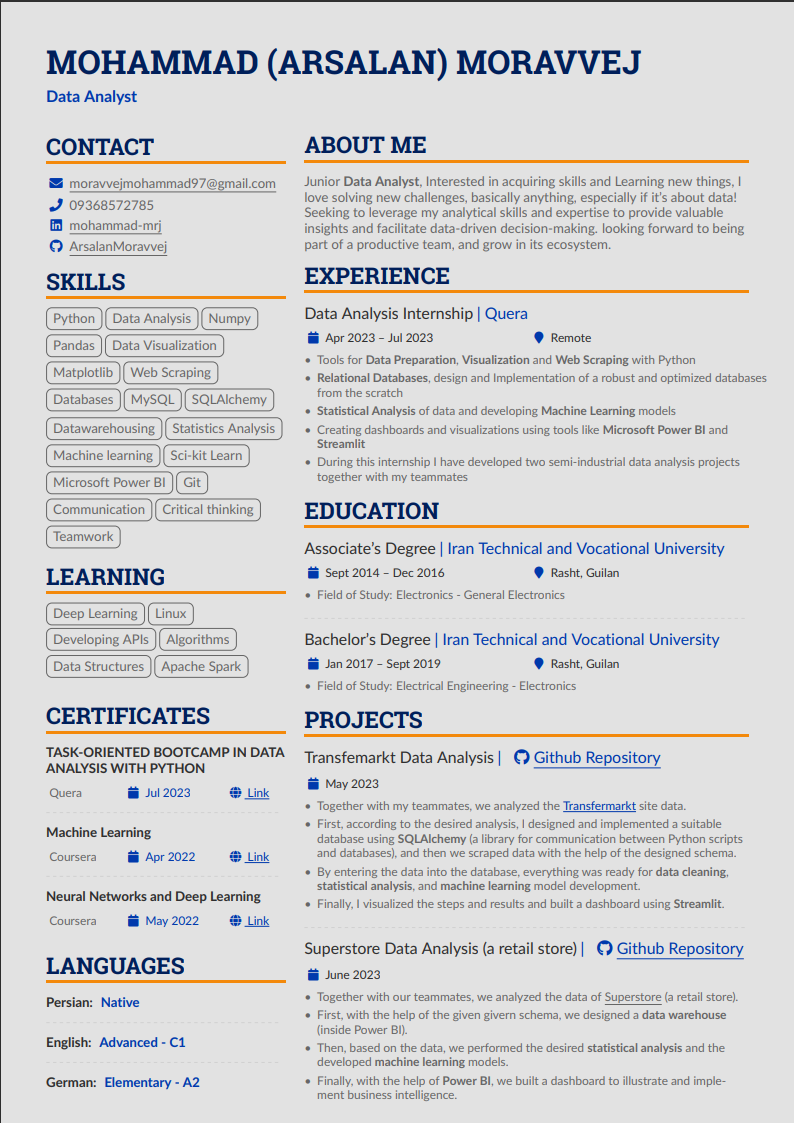 MOHAMMAD (ARSALAN) MORAVVEJ
Data Analyst
CONTACT
moravvejmohammad97@gmail.com
09368572785
mohammad-mrj
ArsalanMoravvej
SKILLS
Python Data Analysis Numpy
Pandas Data Visualization
Matplotlib Web Scraping
Databases MySQL SQLAlchemy
Datawarehousing Statistics Analysis
Machine learning Sci-kit Learn
Microsoft Power BI Git
Communication Critical thinking
Teamwork
LEARNING
Deep Learning Linux
Developing APIs Algorithms
Data Structures Apache Spark
CERTIFICATES
TASK-ORIENTED BOOTCAMP IN DATA
ANALYSIS WITH PYTHON
Quera Jul 2023 Link
Machine Learning
Coursera Apr 2022 Link
Neural Networks and Deep Learning
Coursera May 2022 Link
LANGUAGES
Persian: Native
English: Advanced - C1
German: Elementary - A2
ABOUT ME
Junior Data Analyst, Interested in acquiring skills and Learning new things, I
love solving new challenges, basically anything, especially if it's about data!
Seeking to leverage my analytical skills and expertise to provide valuable
insights and facilitate data-driven decision-making. looking forward to being
part of a productive team, and grow in its ecosystem.
EXPERIENCE
Data Analysis Internship | Quera
Apr 2023 – Jul 2023 Remote
• Tools for Data Preparation, Visualization and Web Scraping with Python
• Relational Databases, design and Implementation of a robust and optimized databases
from the scratch
• Statistical Analysis of data and developing Machine Learning models
• Creating dashboards and visualizations using tools like Microsoft Power BI and
Streamlit
• During this internship I have developed two semi-industrial data analysis projects
together with my teammates
EDUCATION
Associate's Degree | Iran Technical and Vocational University
Sept 2014 – Dec 2016 Rasht, Guilan
• Field of Study: Electronics - General Electronics
Bachelor's Degree | Iran Technical and Vocational University
Jan 2017 – Sept 2019 Rasht, Guilan
• Field of Study: Electrical Engineering - Electronics
PROJECTS
Transfemarkt Data Analysis | Github Repository
May 2023
• Together with my teammates, we analyzed the Transfermarkt site data.
• First, according to the desired analysis, I designed and implemented a suitable
database using SQLAlchemy (a library for communication between Python scripts
and databases), and then we scraped data with the help of the designed schema.
• By entering the data into the database, everything was ready for data cleaning,
statistical analysis, and machine learning model development.
• Finally, I visualized the steps and results and built a dashboard using Streamlit.
Superstore Data Analysis (a retail store) | Github Repository
June 2023
• Together with our teammates, we analyzed the data of Superstore (a retail store).
• First, with the help of the given givern schema, we designed a data warehouse
(inside Power BI).
• Then, based on the data, we performed the desired statistical analysis and the
developed machine learning models.
• Finally, with the help of Power BI, we built a dashboard to illustrate and imple-
ment business intelligence.